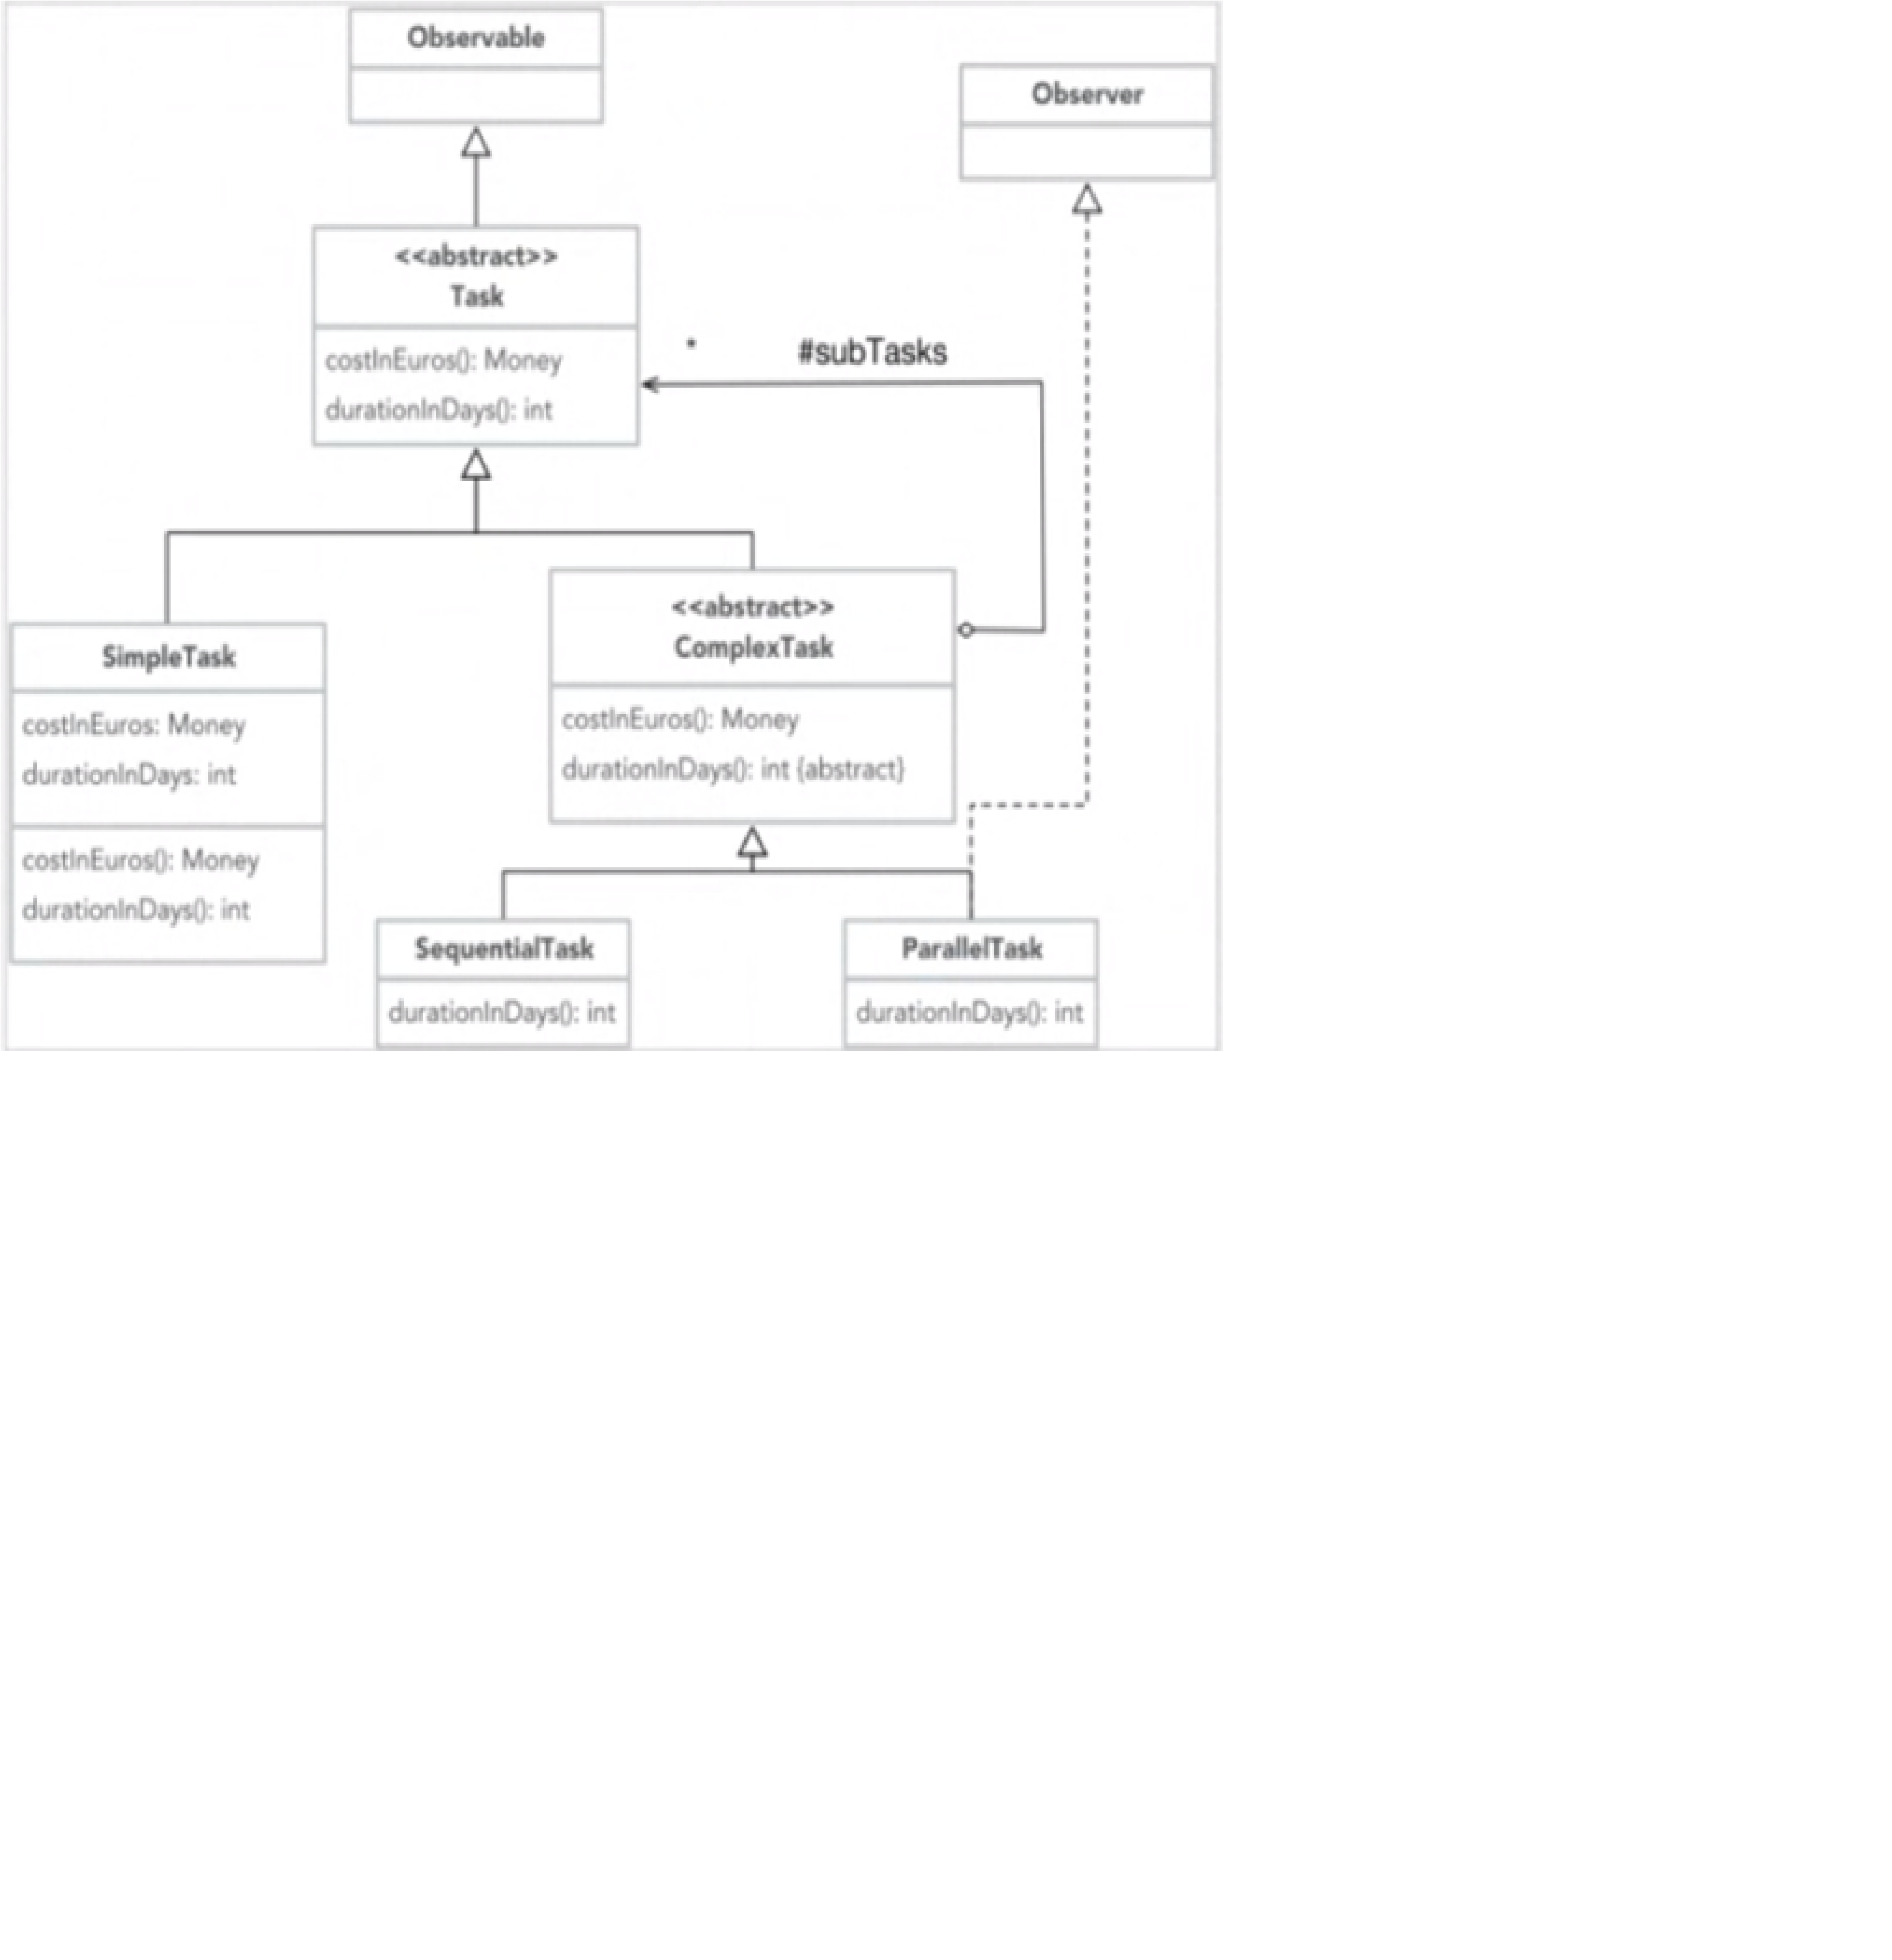 Observable
Observer
<<abstract>>
Task
costInEuros(): Money
durationInDays(): int
*
#subTasks
<<abstract>>
ComplexTask
costInEuros(): Money
durationInDays(): int {abstract}
SimpleTask
costInEuros: Money
durationInDays: int
costInEuros(): Money
durationInDays(): int
SequentialTask
durationInDays(): int
ParallelTask
durationInDays(): int